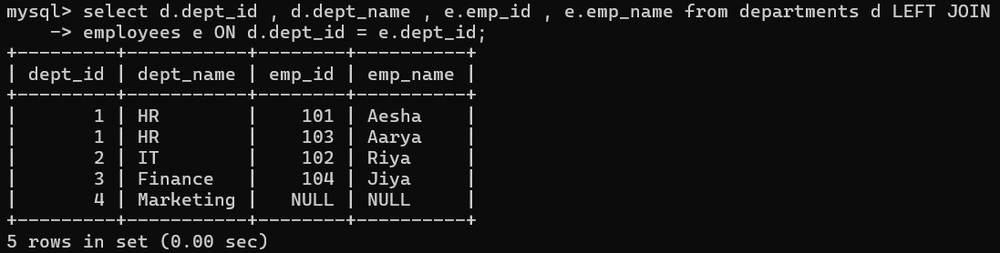 mysql> select d.dept_id , d.dept_name , e.emp_id , e.emp_name from departments d LEFT JOIN
    -> employees e ON d.dept_id = e.dept_id;
+---------+-----------+--------+----------+
| dept_id | dept_name | emp_id | emp_name |
+---------+-----------+--------+----------+
|       1 | HR        |    101 | Aesha    |
|       1 | HR        |    103 | Aarya    |
|       2 | IT        |    102 | Riya     |
|       3 | Finance   |    104 | Jiya     |
|       4 | Marketing |   NULL | NULL     |
+---------+-----------+--------+----------+
5 rows in set (0.00 sec)